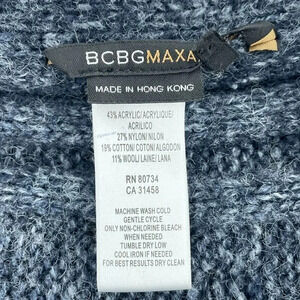 BCBGMAXA
MADE IN HONG KONG
43% ACRYLIC/ACRYLIQUE/
ACRILICO
27% NYLON/NILON
19% COTTON/COTON/ALGODON
11% WOOL/LAINE/LANA
RN 80734
CA 31458
MACHINE WASH COLD
GENTLE CYCLE
ONLY NON-CHLORINE BLEACH
WHEN NEEDED
TUMBLE DRY LOW
COOL IRON IF NEEDED
FOR BEST RESULTS DRY CLEAN